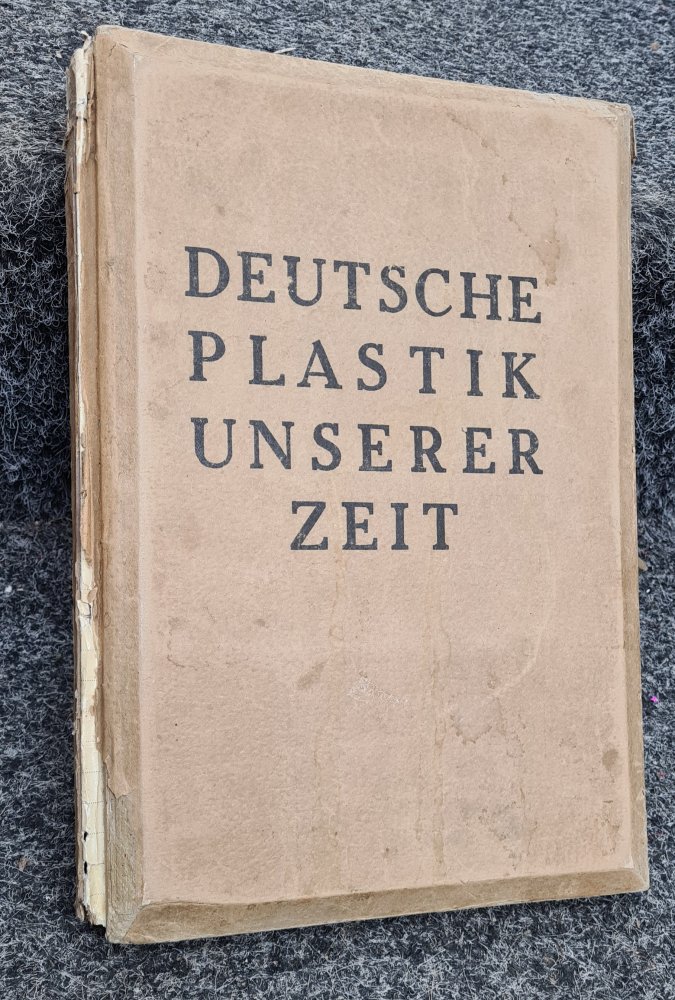 DEUTSCHE
PLASTIK
UNSERER
ZEIT